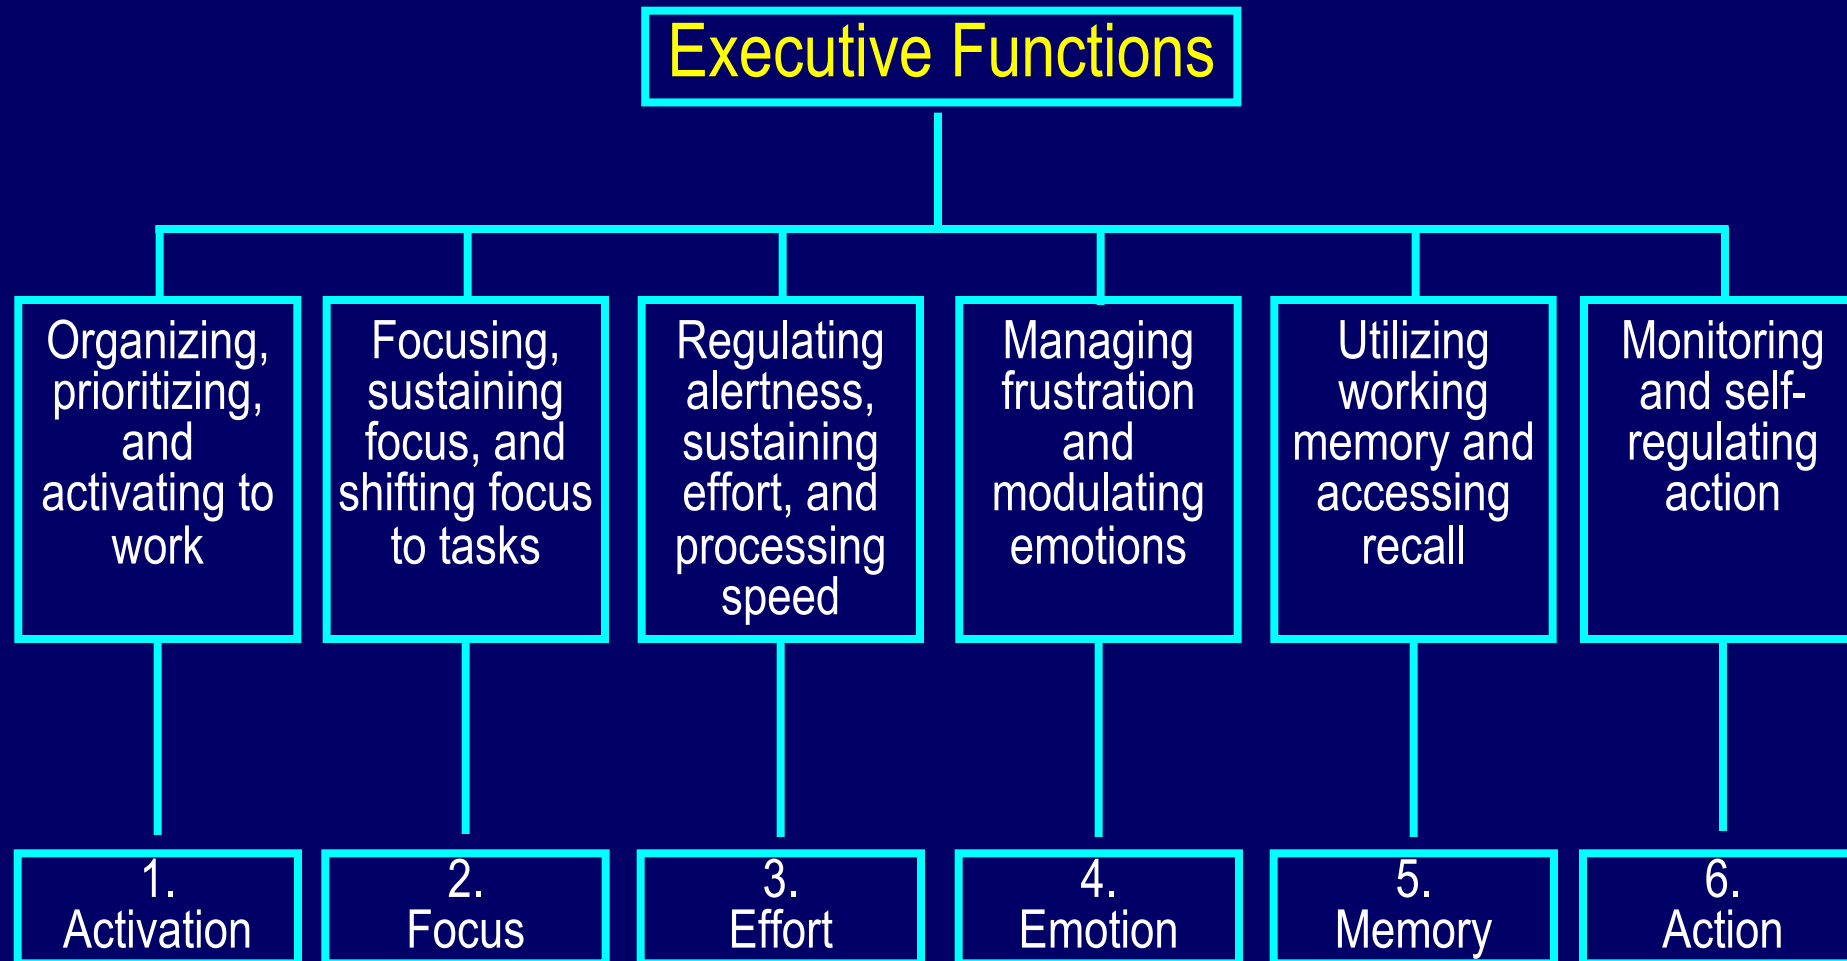 Executive Functions
Organizing,
prioritizing,
and
activating to
work
Focusing,
sustaining
focus, and
shifting focus
to tasks
Regulating
alertness,
sustaining
effort, and
processing
speed
Managing
frustration
and
modulating
emotions
Utilizing
working
memory and
accessing
recall
Monitoring
and self-
regulating
action
1.
Activation
2.
Focus
3.
Effort
4.
Emotion
5.
Memory
6.
Action